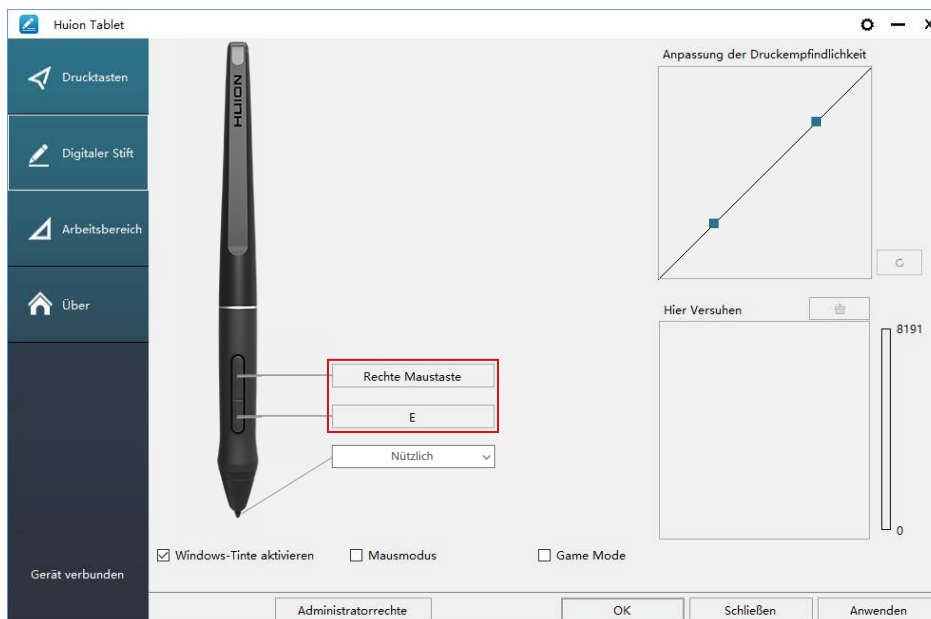 Huion Tablet
Drucktasten
Digitaler Stift
Arbeitsbereich
Über
Gerät verbunden
HUION
Rechte Maustaste
E
Nützlich
Anpassung der Druckempfindlichkeit
Hier Versuhen
8191
0
Windows-Tinte aktivieren
Mausmodus
Game Mode
Administratorrechte
OK
Schließen
Anwenden